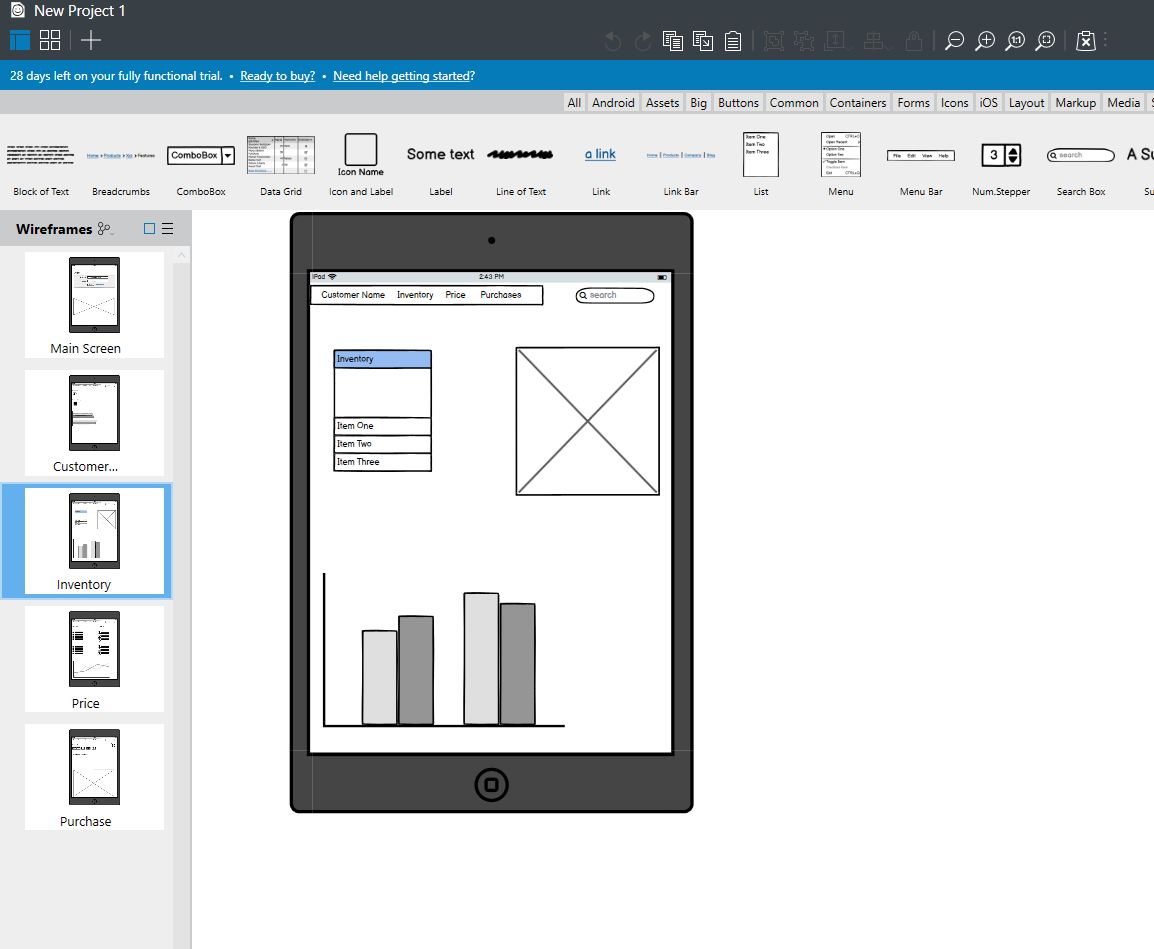 New Project 1
28 days left on your fully functional trial. • Ready to buy? • Need help getting started?
All Android Assets Big Buttons Common Containers Forms Icons iOS Layout Markup Media
ComboBox Icon Name Some text a link Item One Item Two Item Three 3 search
Home Products Company Blog
File Edit View Help
Block of Text Breadcrumbs ComboBox Data Grid Icon and Label Label Line of Text Link Link Bar List Menu Menu Bar Num.Stepper Search Box
Wireframes
Main Screen
Customer...
Inventory
Price
Purchase
iPad 2:43 PM
Customer Name Inventory Price Purchases search
Inventory
Item One
Item Two
Item Three